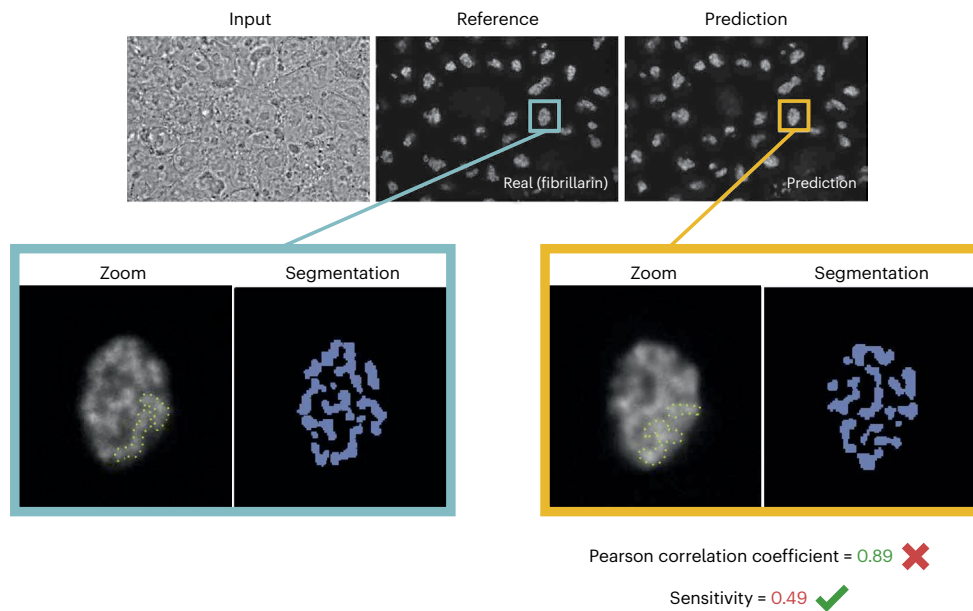 Input
Reference
Prediction
Real (fibrillarin)
Prediction
Zoom
Segmentation
Zoom
Segmentation
Pearson correlation coefficient = 0.89
Sensitivity = 0.49